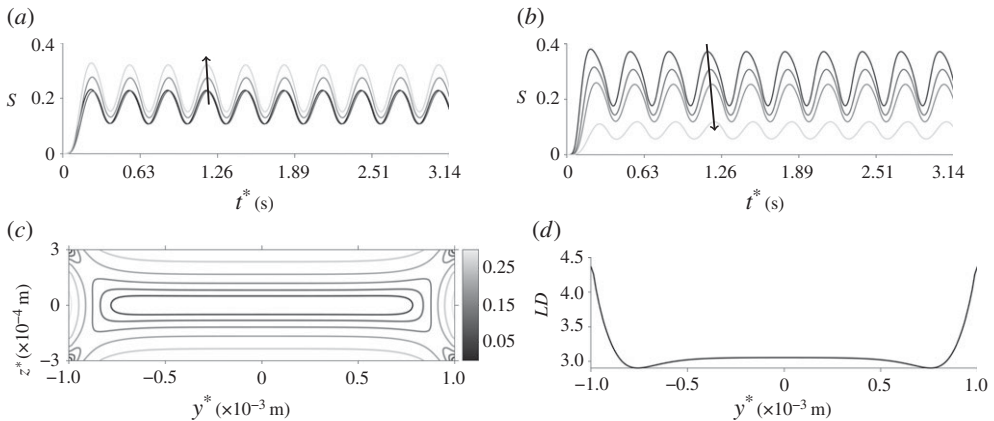 (a)
0.4
S
0.2
0
0 0.63 1.26 1.89 2.51 3.14
t* (s)
(b)
0.4
S
0.2
0
0 0.63 1.26 1.89 2.51 3.14
t* (s)
(c)
3
z* (×10⁻⁴ m)
0
−3
−1.0 −0.5 0 0.5 1.0
y* (×10⁻³ m)
0.25
0.15
0.05
(d)
4.5
4.0
LD
3.5
3.0
−1.0 −0.5 0 0.5 1.0
y* (×10⁻³ m)